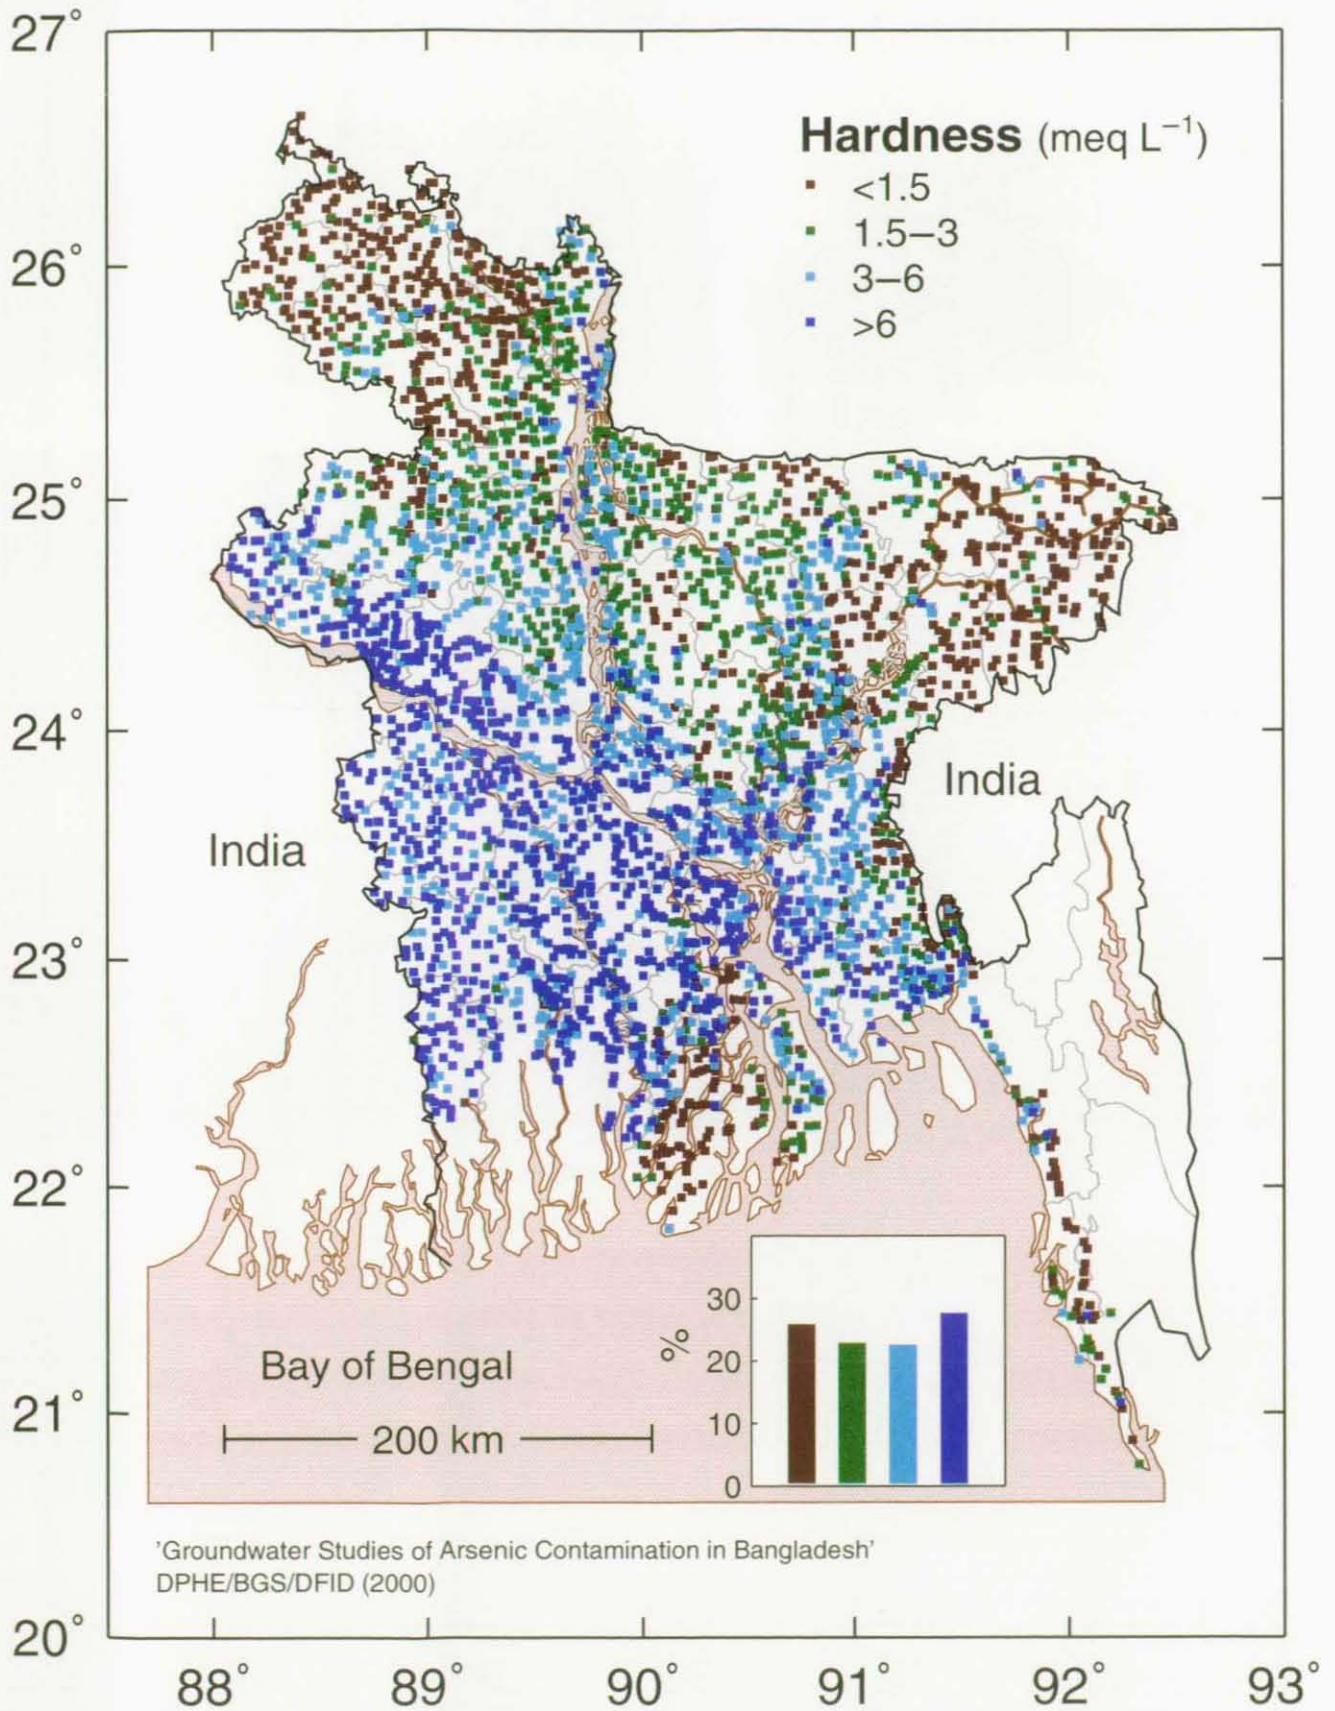 27°
26°
25°
24°
23°
22°
21°
20°
Hardness (meq L⁻¹)
<1.5
1.5–3
3–6
>6
India
India
Bay of Bengal
200 km
%
30
20
10
0
'Groundwater Studies of Arsenic Contamination in Bangladesh'
DPHE/BGS/DFID (2000)
88° 89° 90° 91° 92° 93°